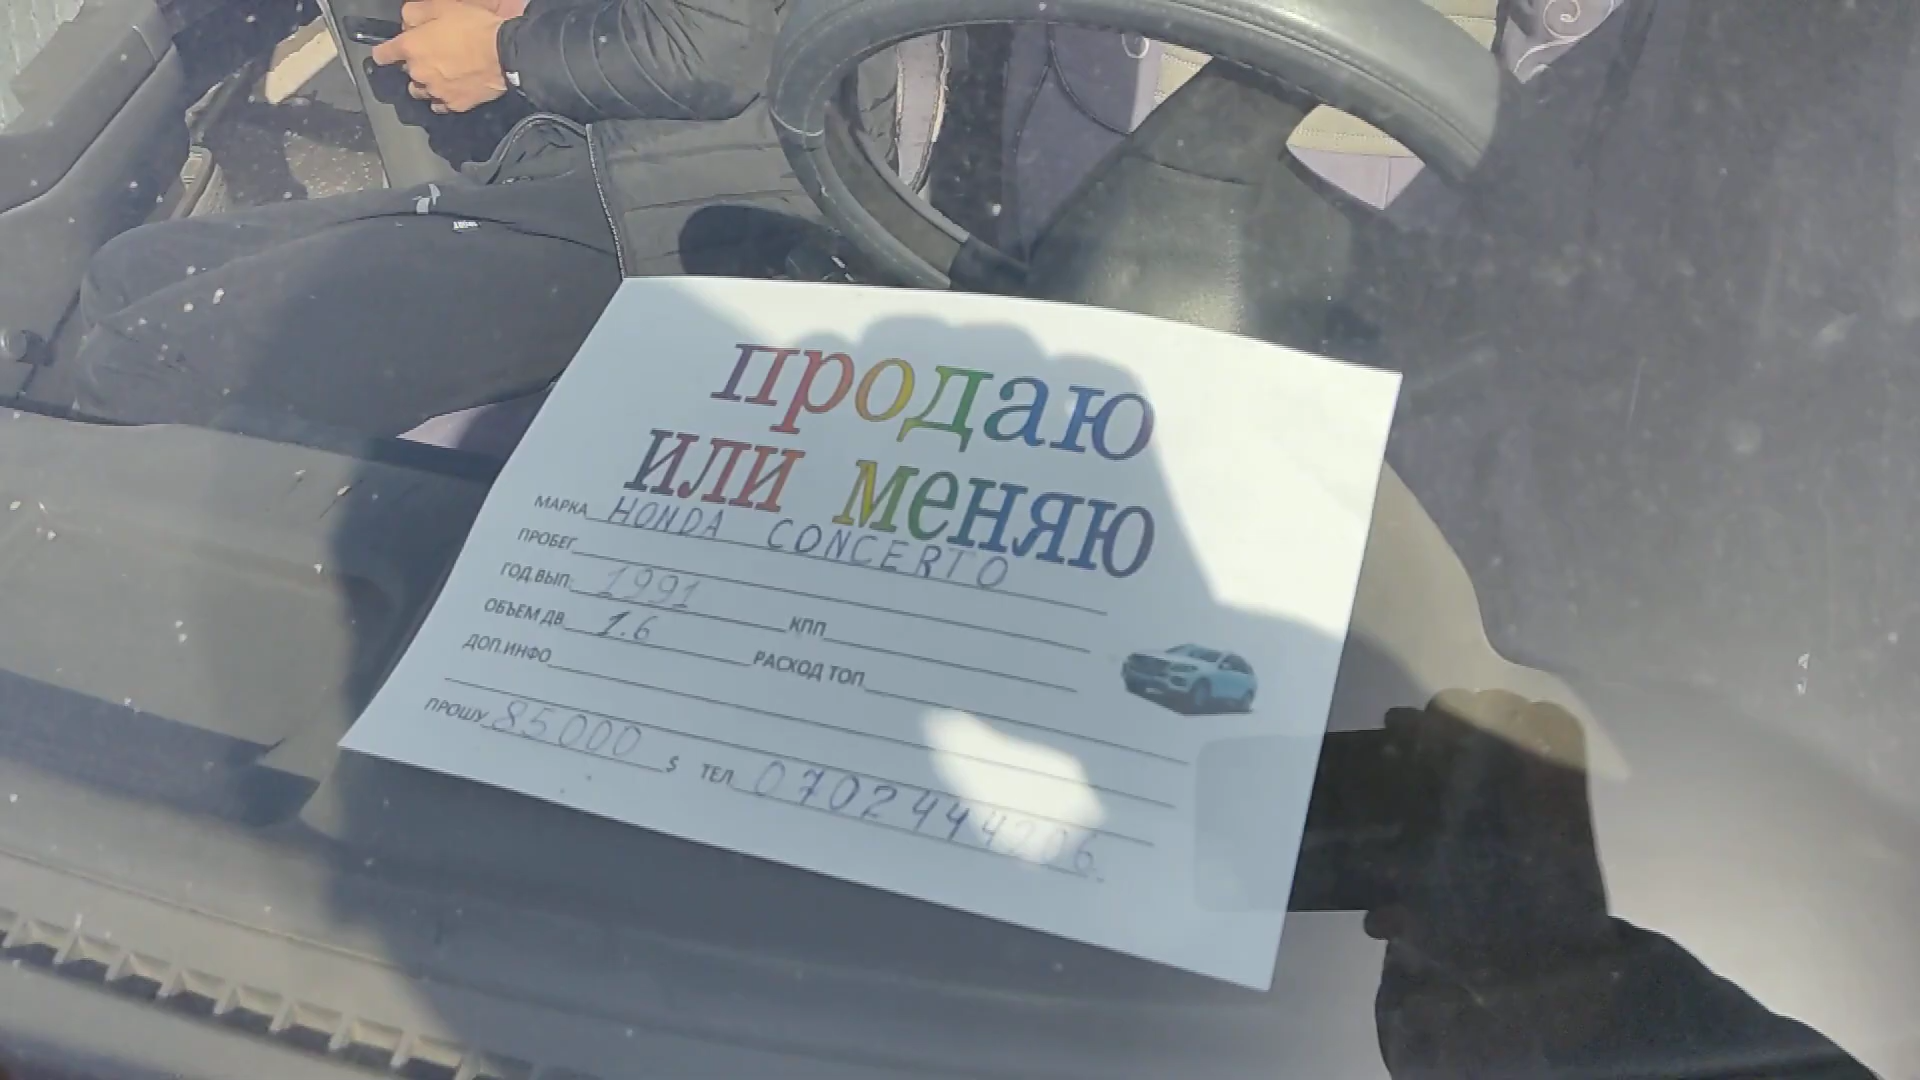 продаю
или меняю
МАРКА HONDA CONCERTO
ПРОБЕГ
ГОД.ВЫП: 1991 КПП
ОБЪЕМ ДВ 1.6 РАСХОД ТОП
ДОП.ИНФО
ПРОШУ 85000 $ ТЕЛ 0702444206